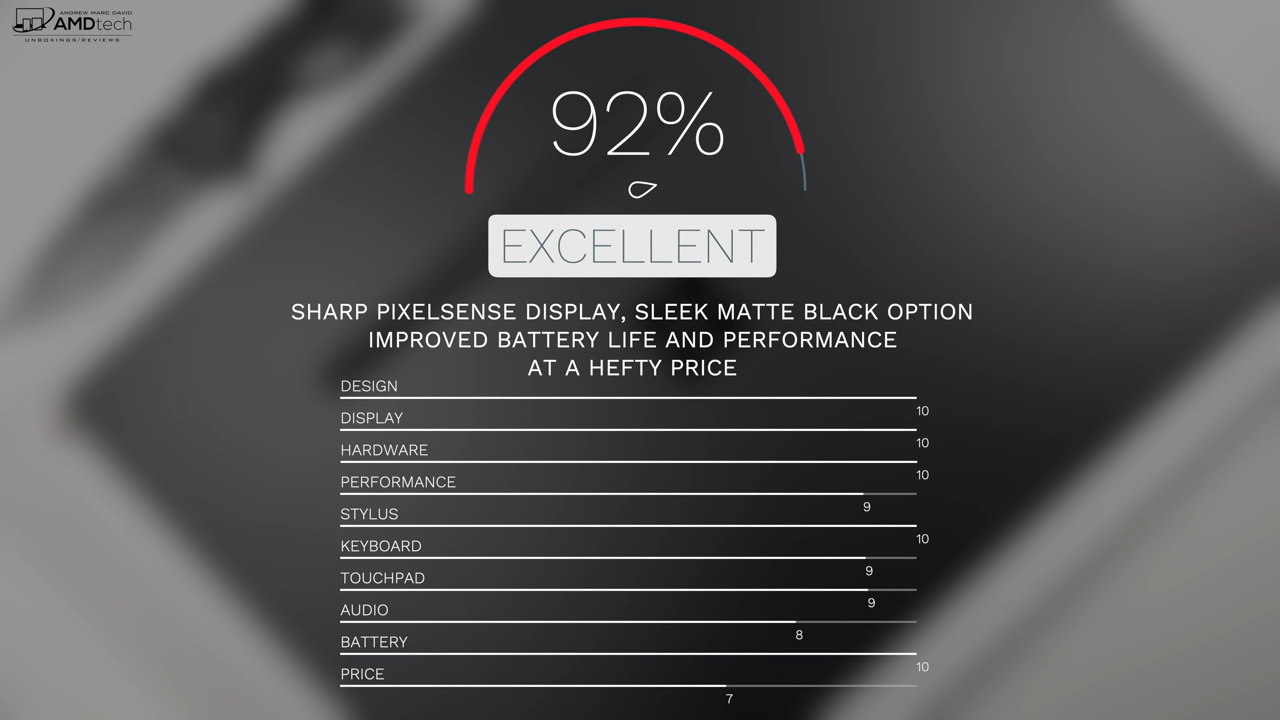 ANDREW MARC DAVID
AMDtech
UNBOXINGS/REVIEWS
92%
EXCELLENT
SHARP PIXELSENSE DISPLAY, SLEEK MATTE BLACK OPTION
IMPROVED BATTERY LIFE AND PERFORMANCE
AT A HEFTY PRICE
DESIGN
10
DISPLAY
10
HARDWARE
10
PERFORMANCE
9
STYLUS
10
KEYBOARD
9
TOUCHPAD
9
AUDIO
8
BATTERY
10
PRICE
7